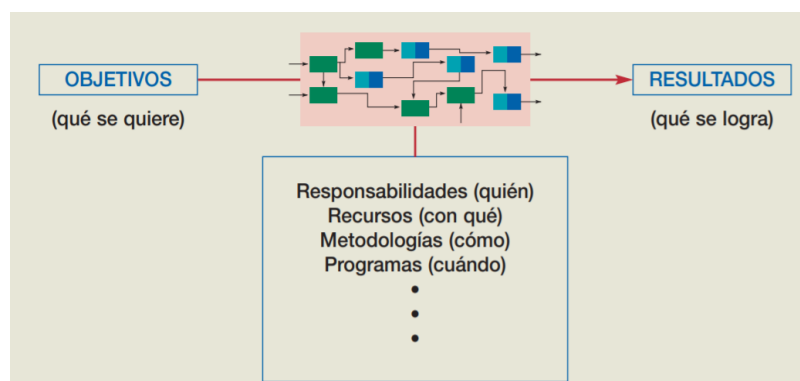 OBJETIVOS
(qué se quiere)
RESULTADOS
(qué se logra)
Responsabilidades (quién)
Recursos (con qué)
Metodologías (cómo)
Programas (cuándo)
•
•
•